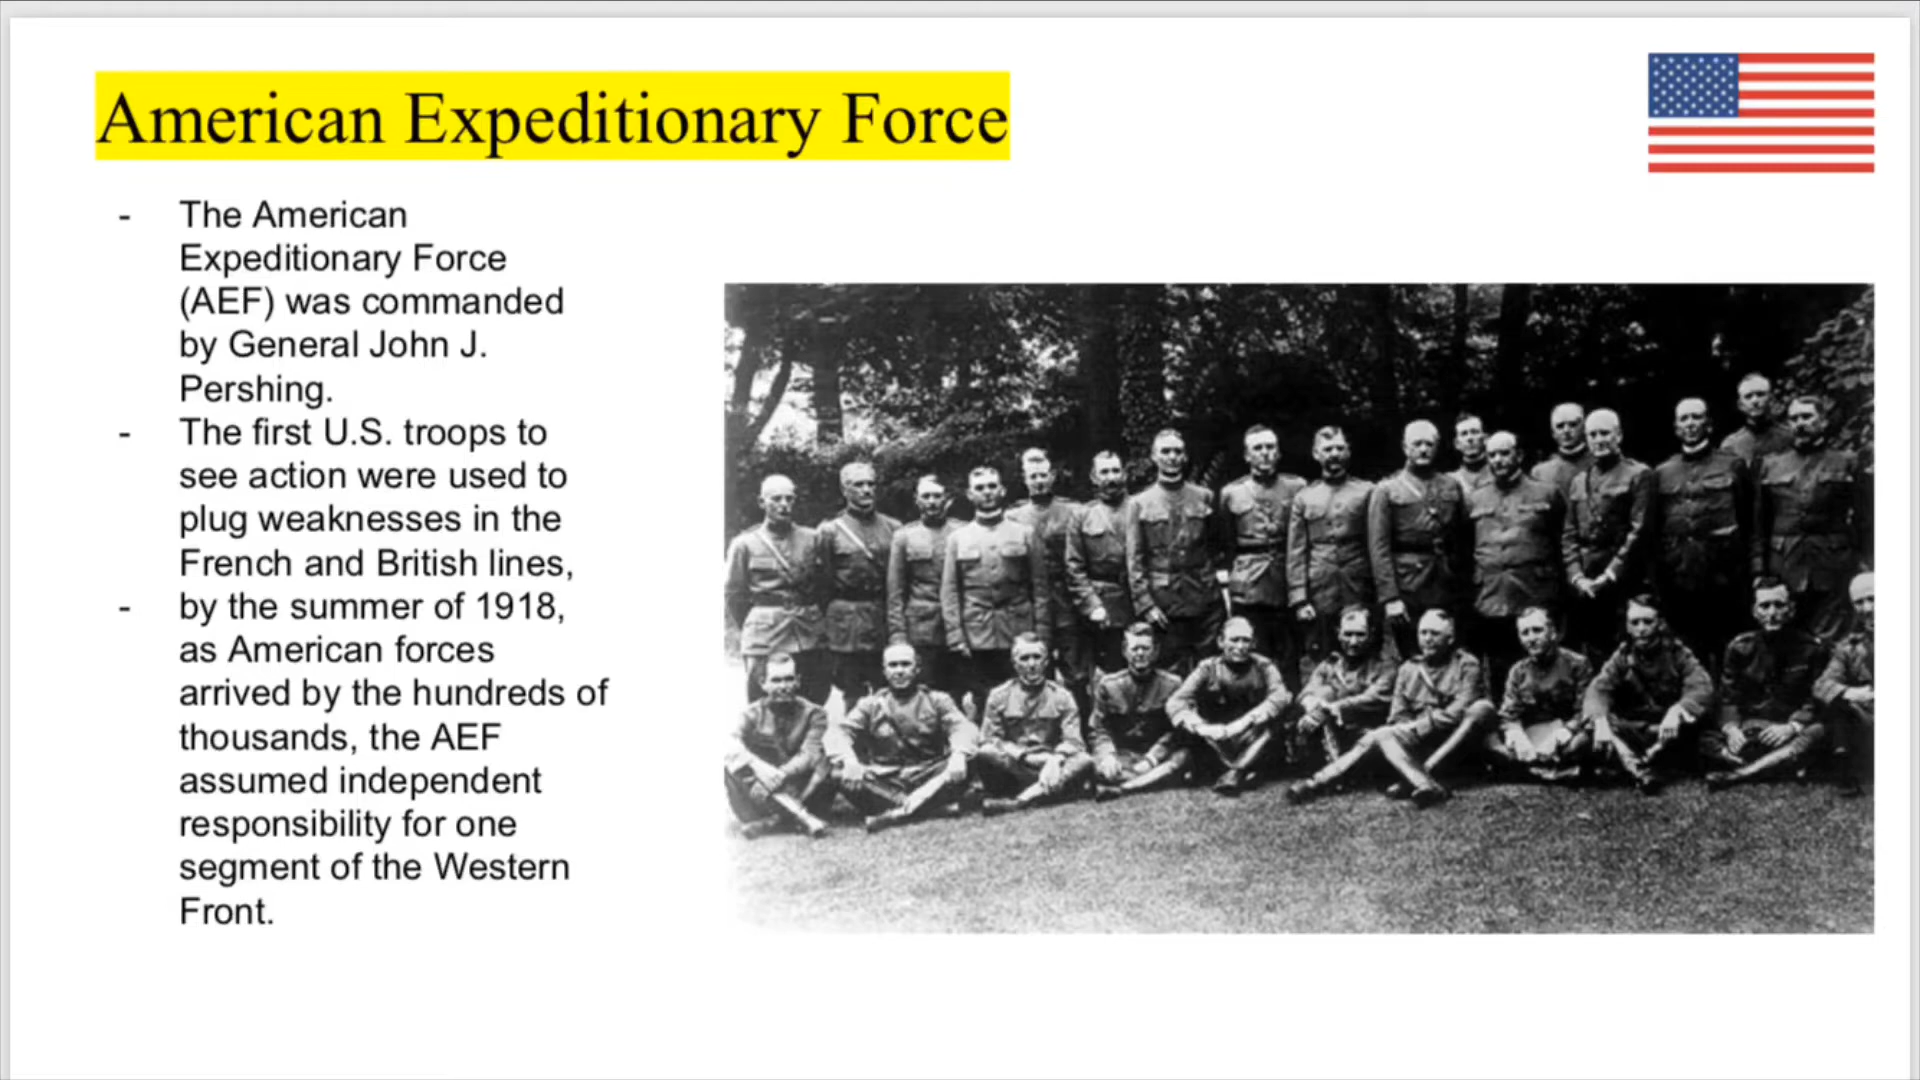 American Expeditionary Force
- The American
Expeditionary Force
(AEF) was commanded
by General John J.
Pershing.
- The first U.S. troops to
see action were used to
plug weaknesses in the
French and British lines,
- by the summer of 1918,
as American forces
arrived by the hundreds of
thousands, the AEF
assumed independent
responsibility for one
segment of the Western
Front.